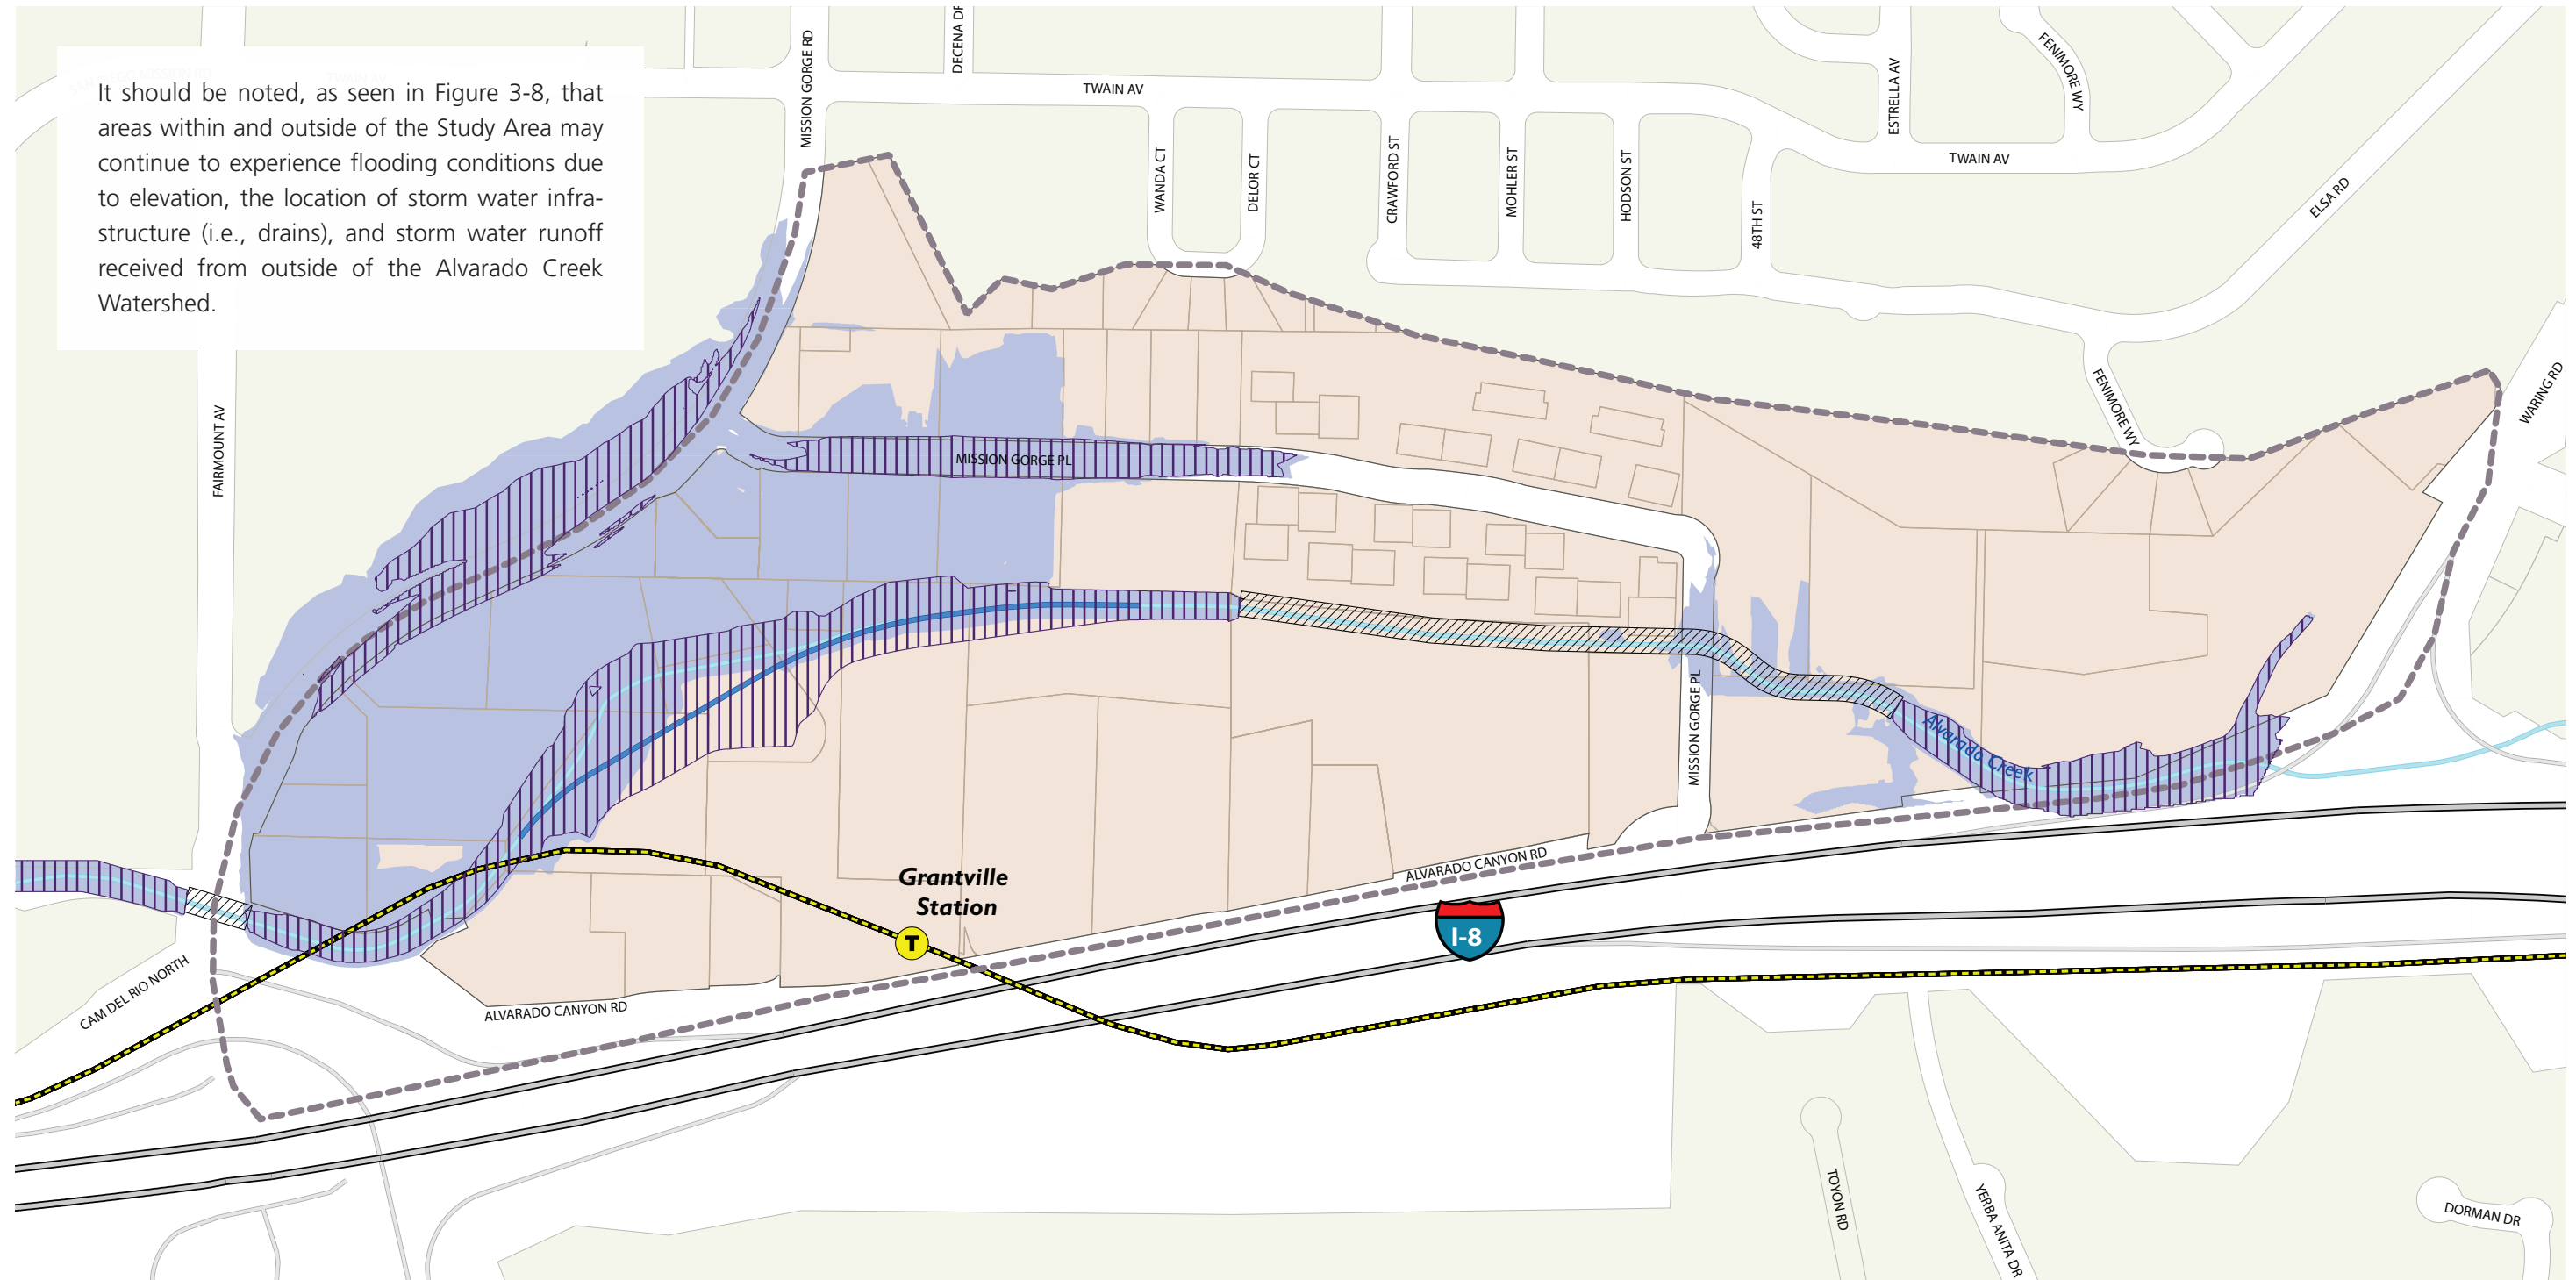 It should be noted, as seen in Figure 3-8, that
areas within and outside of the Study Area may
continue to experience flooding conditions due
to elevation, the location of storm water infra-
structure (i.e., drains), and storm water runoff
received from outside of the Alvarado Creek
Watershed.
MISSION GORGE RD
DECENA DR
TWAIN AV
WANDA CT
DELOR CT
CRAWFORD ST
MOHLER ST
HODSON ST
48TH ST
ESTRELLA AV
FENIMORE WY
TWAIN AV
ELSA RD
WARING RD
FENIMORE WY
FAIRMOUNT AV
MISSION GORGE PL
MISSION GORGE PL
Alvarado Creek
Grantville
Station
T
ALVARADO CANYON RD
I-8
CAM DEL RIO NORTH
ALVARADO CANYON RD
TOYON RD
YERBA ANITA DR
DORMAN DR